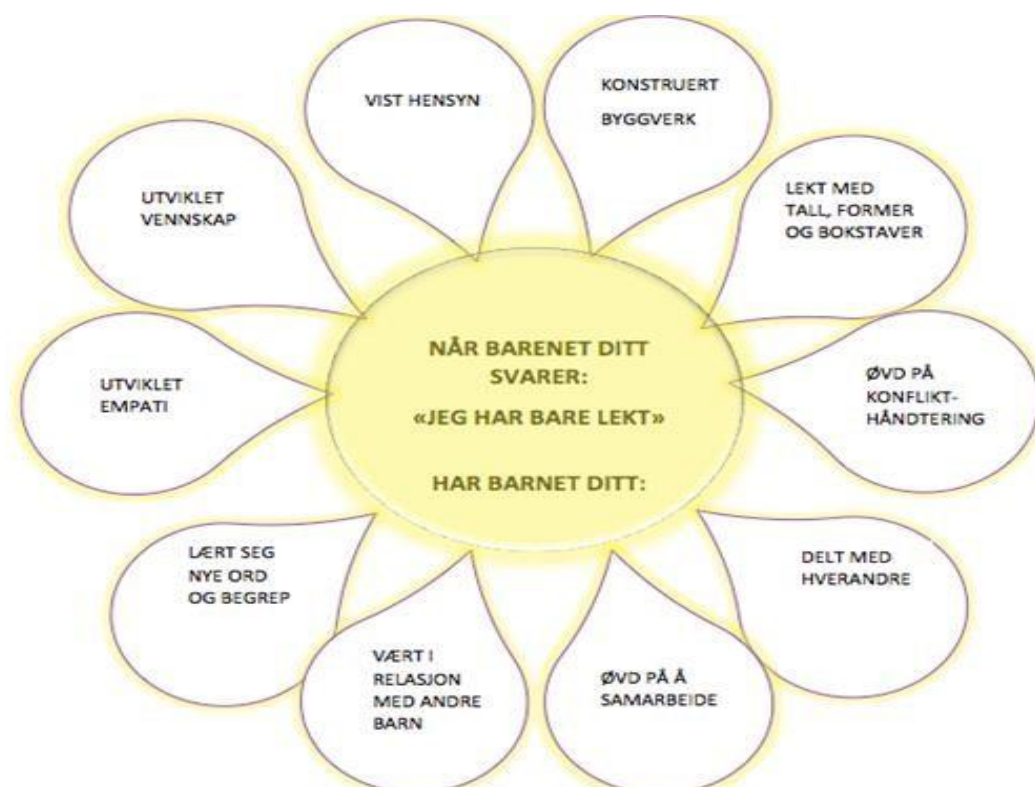 NÅR BARENET DITT
SVARER:
«JEG HAR BARE LEKT»
HAR BARNET DITT:
VIST HENSYN
KONSTRUERT
BYGGVERK
LEKT MED
TALL, FORMER
OG BOKSTAVER
ØVD PÅ
KONFLIKT-
HÅNDTERING
DELT MED
HVERANDRE
ØVD PÅ Å
SAMARBEIDE
VÆRT I
RELASJON
MED ANDRE
BARN
LÆRT SEG
NYE ORD
OG BEGREP
UTVIKLET
EMPATI
UTVIKLET
VENNSKAP